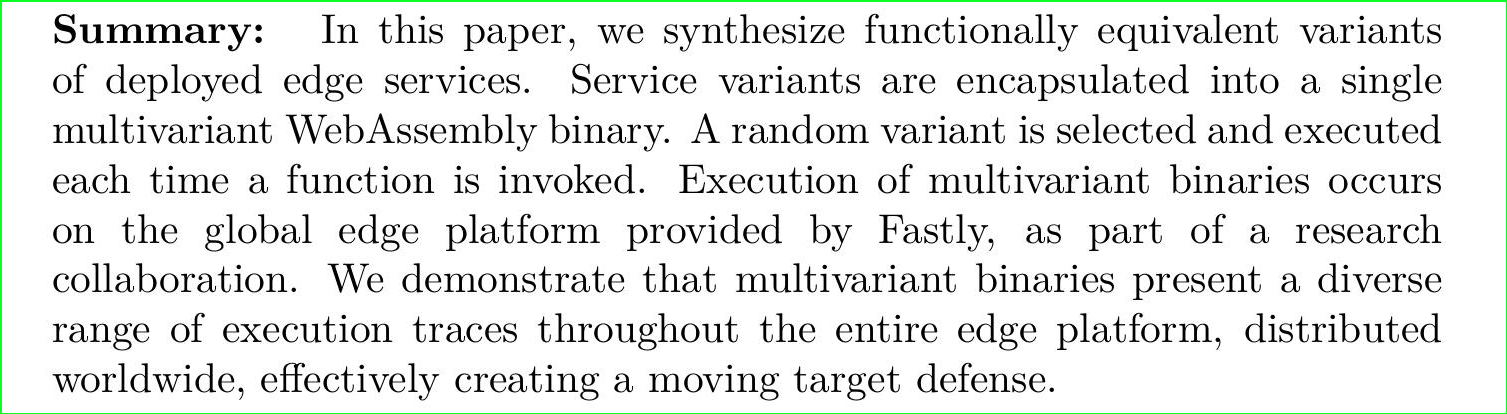 Summary: In this paper, we synthesize functionally equivalent variants
of deployed edge services. Service variants are encapsulated into a single
multivariant WebAssembly binary. A random variant is selected and executed
each time a function is invoked. Execution of multivariant binaries occurs
on the global edge platform provided by Fastly, as part of a research
collaboration. We demonstrate that multivariant binaries present a diverse
range of execution traces throughout the entire edge platform, distributed
worldwide, effectively creating a moving target defense.